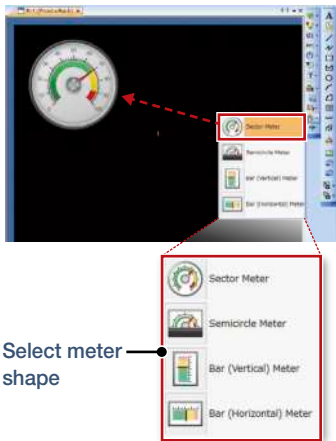 Sector Meter
Semicircle Meter
Bar (Vertical) Meter
Bar (Horizontal) Meter
Sector Meter
Semicircle Meter
Bar (Vertical) Meter
Bar (Horizontal) Meter
Select meter
shape